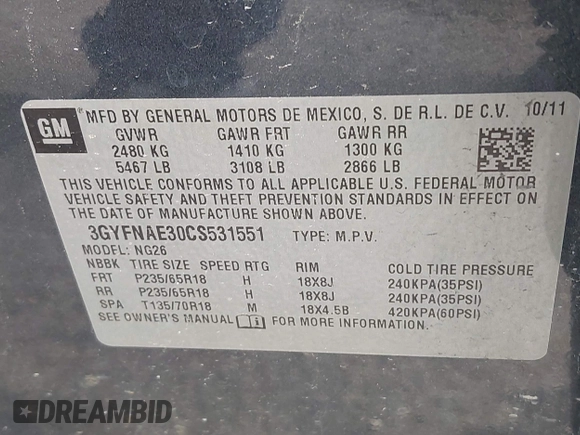 GM
MFD BY GENERAL MOTORS DE MEXICO, S. DE R.L. DE C.V. 10/11
GVWR GAWR FRT GAWR RR
2480 KG 1410 KG 1300 KG
5467 LB 3108 LB 2866 LB
THIS VEHICLE CONFORMS TO ALL APPLICABLE U.S. FEDERAL MOTOR
VEHICLE SAFETY AND THEFT PREVENTION STANDARDS IN EFFECT ON
THE DATE OF MANUFACTURE SHOWN ABOVE.
3GYFNAE30CS531551 TYPE: M.P.V.
MODEL: NG26
NBBK TIRE SIZE SPEED RTG RIM COLD TIRE PRESSURE
FRT P235/65R18 H 18X8J 240KPA(35PSI)
RR P235/65R18 H 18X8J 240KPA(35PSI)
SPA T135/70R18 M 18X4.5B 420KPA(60PSI)
SEE OWNER'S MANUAL FOR MORE INFORMATION.
DREAMBID